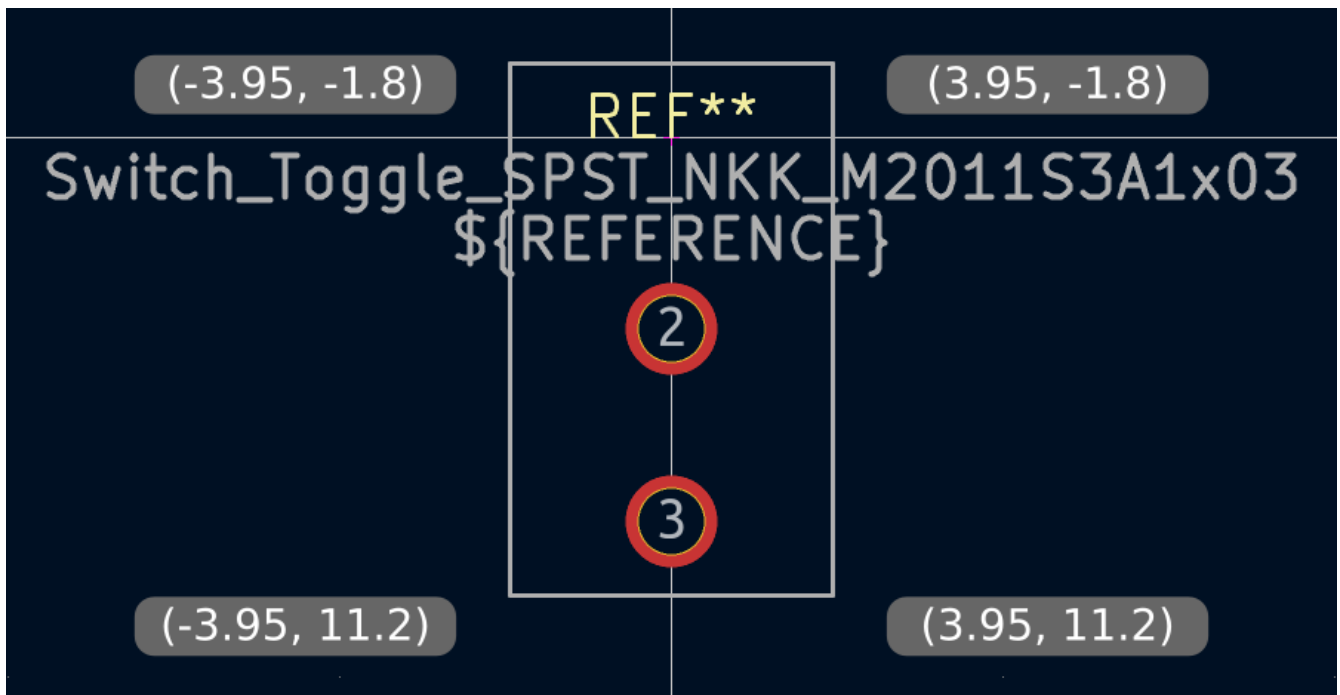 (-3.95, -1.8)
(3.95, -1.8)
REF**
Switch_Toggle_SPST_NKK_M2011S3A1x03
${REFERENCE}
2
3
(-3.95, 11.2)
(3.95, 11.2)